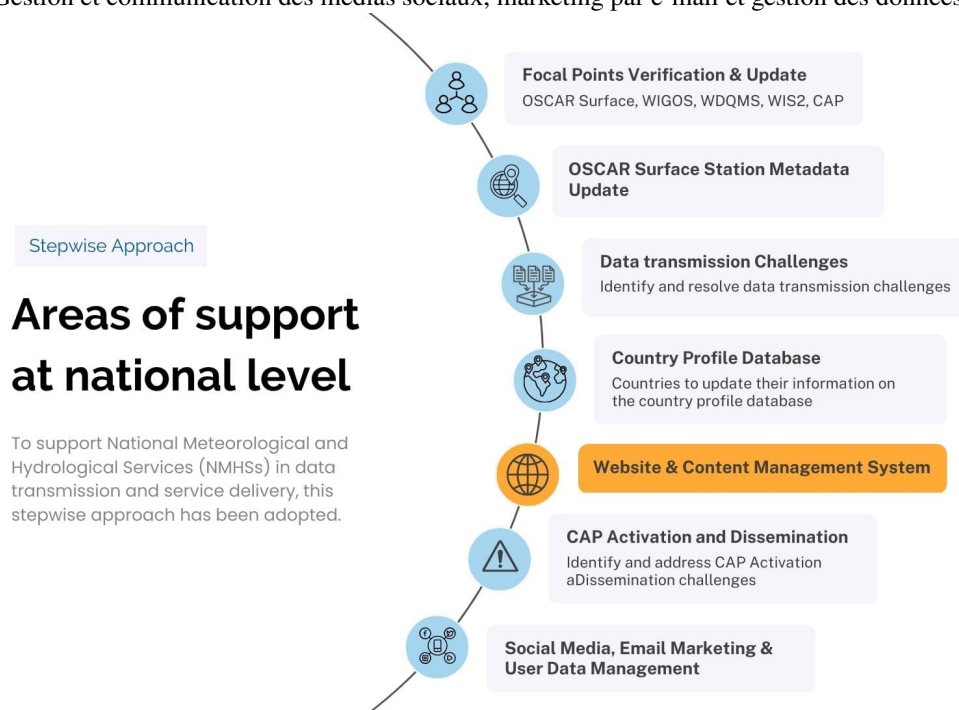 Gestion et communication des médias sociaux, marketing par e-mail et gestion des données
Focal Points Verification & Update
OSCAR Surface, WIGOS, WDQMS, WIS2, CAP
OSCAR Surface Station Metadata
Update
Stepwise Approach
Areas of support
at national level
To support National Meteorological and
Hydrological Services (NMHSs) in data
transmission and service delivery, this
stepwise approach has been adopted.
Data transmission Challenges
Identify and resolve data transmission challenges
Country Profile Database
Countries to update their information on
the country profile database
Website & Content Management System
CAP Activation and Dissemination
Identify and address CAP Activation
aDissemination challenges
Social Media, Email Marketing &
User Data Management